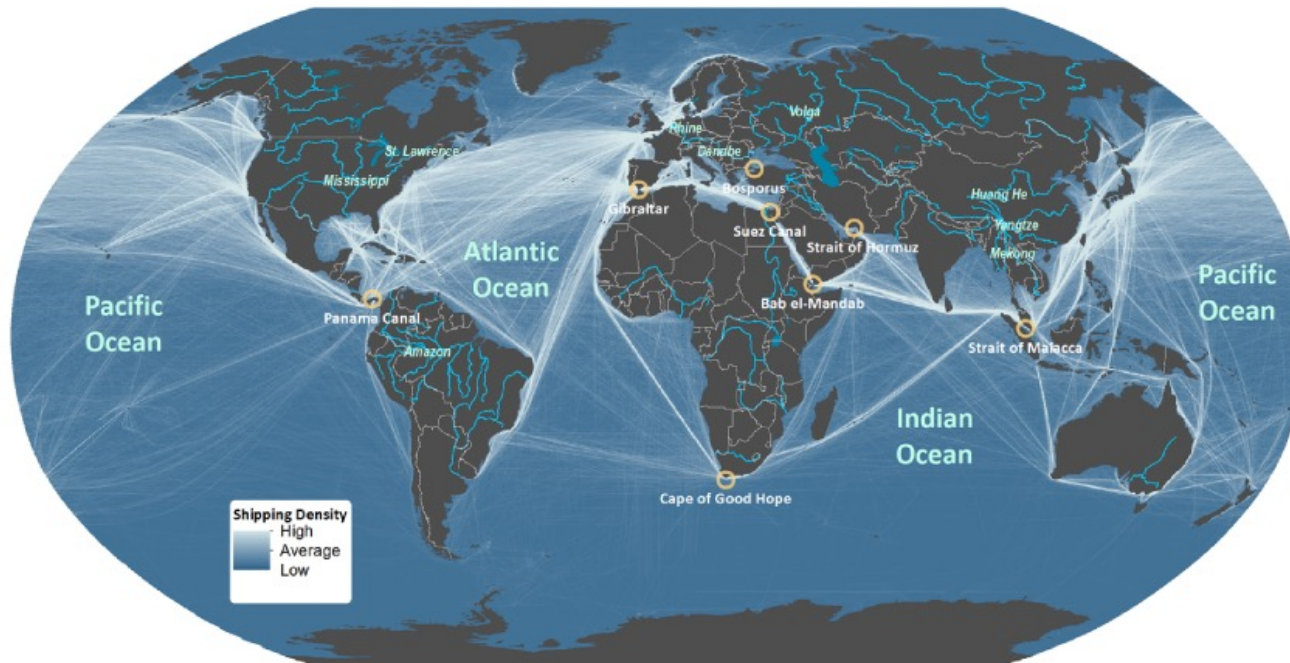 Volga
Rhine
St. Lawrence
Danube
Mississippi
Bosporus
Huang He
Gibraltar
Suez Canal
Strait of Hormuz
Yangtze
Mekong
Atlantic
Ocean
Pacific
Ocean
Bab el-Mandab
Pacific
Ocean
Panama Canal
Strait of Malacca
Amazon
Indian
Ocean
Cape of Good Hope
Shipping Density
High
Average
Low